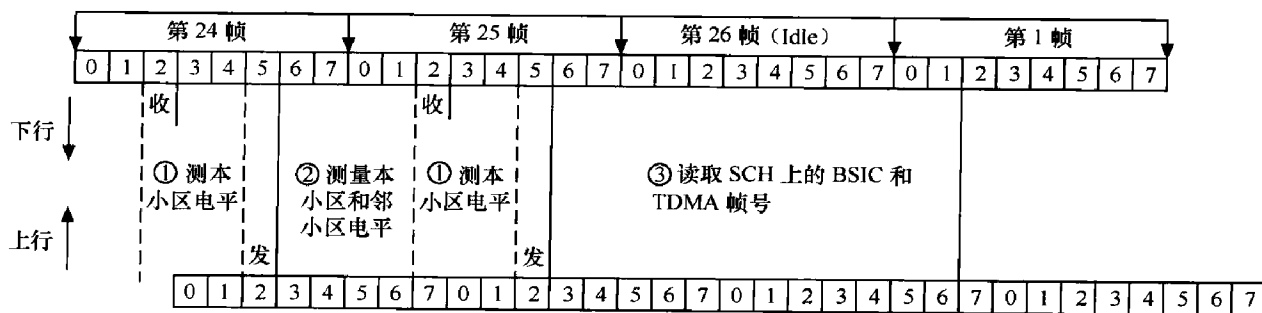 第 24 帧 第 25 帧 第 26 帧（Idle） 第 1 帧
0 1 2 3 4 5 6 7 0 1 2 3 4 5 6 7 0 1 2 3 4 5 6 7 0 1 2 3 4 5 6 7
收 收
下行
① 测本
小区电平
② 测量本
小区和邻
小区电平
① 测本
小区电平
③ 读取 SCH 上的 BSIC 和
TDMA 帧号
上行
发 发
0 1 2 3 4 5 6 7 0 1 2 3 4 5 6 7 0 1 2 3 4 5 6 7 0 1 2 3 4 5 6 7